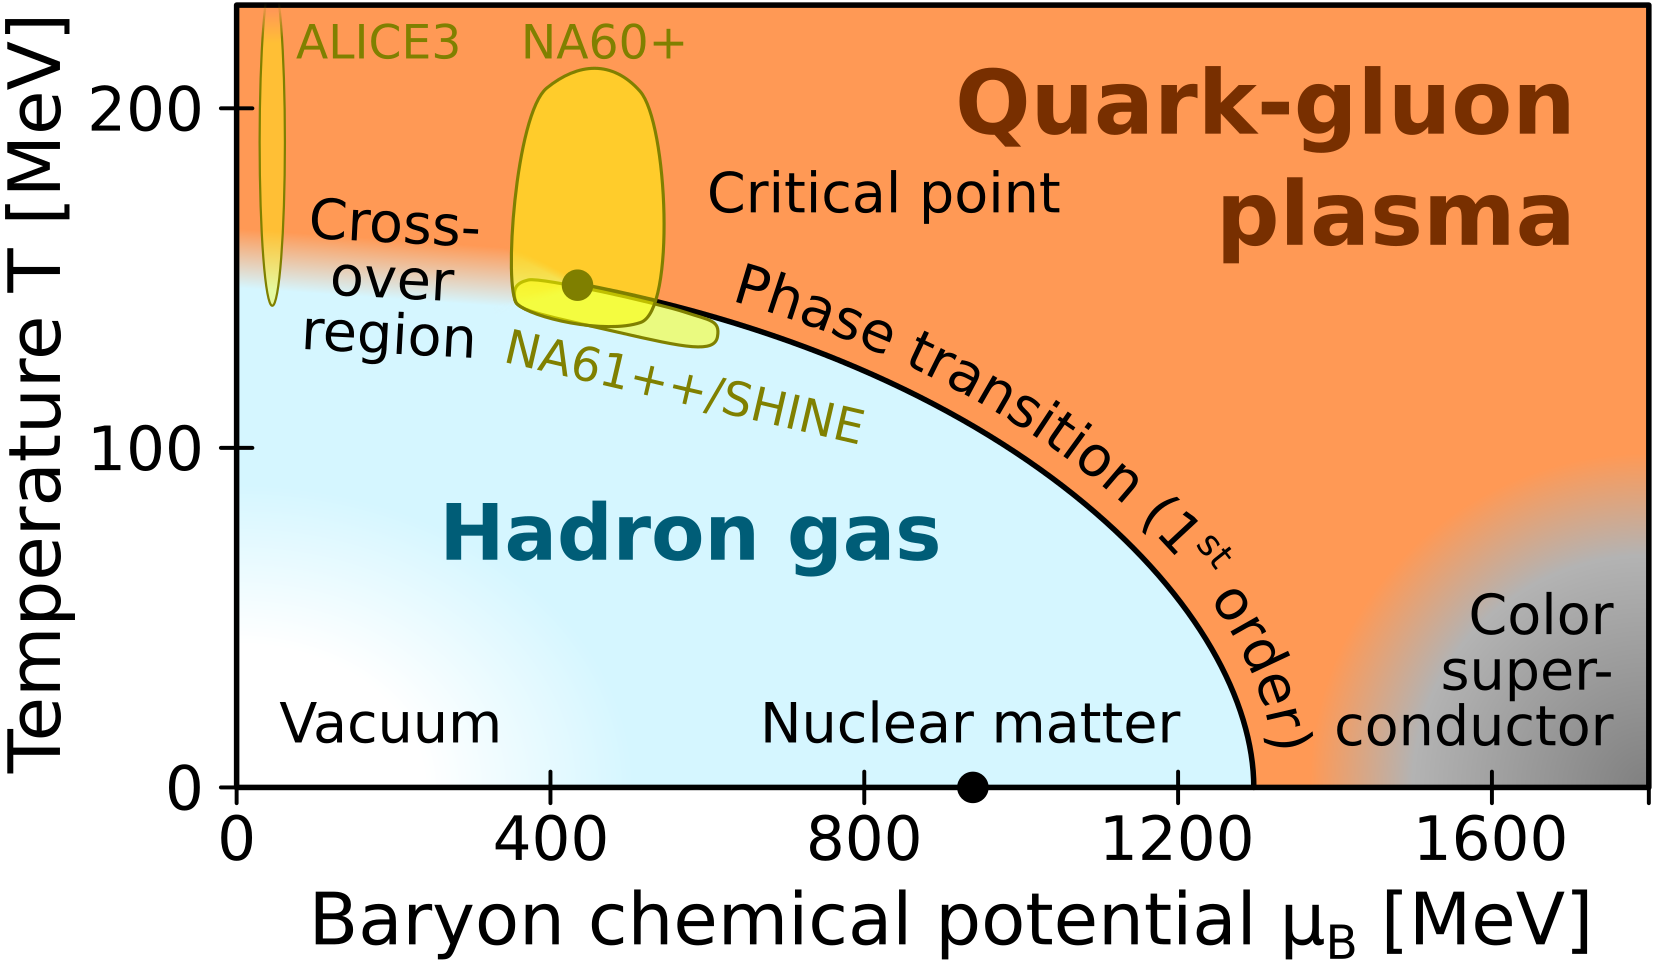 Temperature T [MeV]
200
100
0
ALICE3
NA60+
Quark-gluon
plasma
Critical point
Cross-
over
region
Phase transition (1st order)
NA61++/SHINE
Hadron gas
Vacuum
Nuclear matter
Color
super-
conductor
0
400
800
1200
1600
Baryon chemical potential μB [MeV]